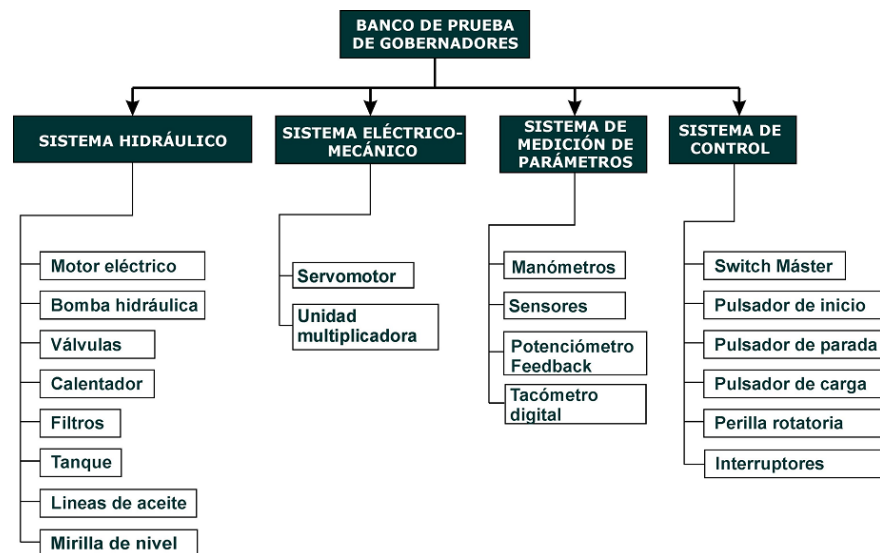 BANCO DE PRUEBA
DE GOBERNADORES
SISTEMA HIDRÁULICO
Motor eléctrico
Bomba hidráulica
Válvulas
Calentador
Filtros
Tanque
Lineas de aceite
Mirilla de nivel
SISTEMA ELÉCTRICO-
MECÁNICO
Servomotor
Unidad
multiplicadora
SISTEMA DE
MEDICIÓN DE
PARÁMETROS
Manómetros
Sensores
Potenciómetro
Feedback
Tacómetro
digital
SISTEMA DE
CONTROL
Switch Máster
Pulsador de inicio
Pulsador de parada
Pulsador de carga
Perilla rotatoria
Interruptores